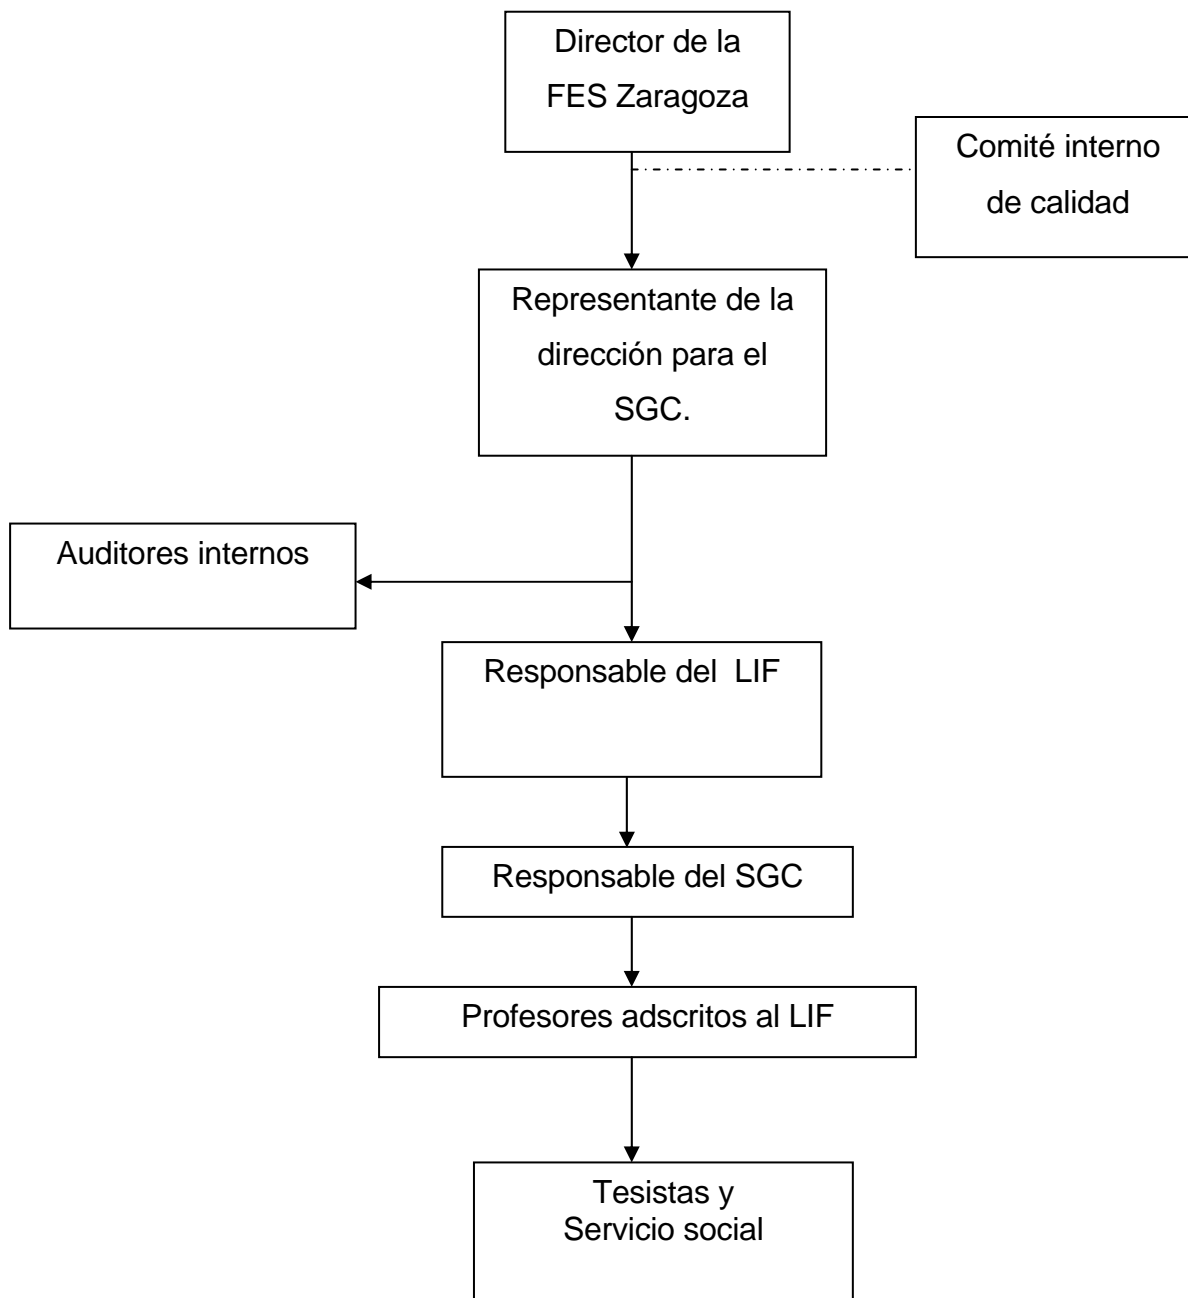 Director de la
FES Zaragoza
Comité interno
de calidad
Representante de la
dirección para el
SGC.
Auditores internos
Responsable del  LIF
Responsable del SGC
Profesores adscritos al LIF
Tesistas y
Servicio social